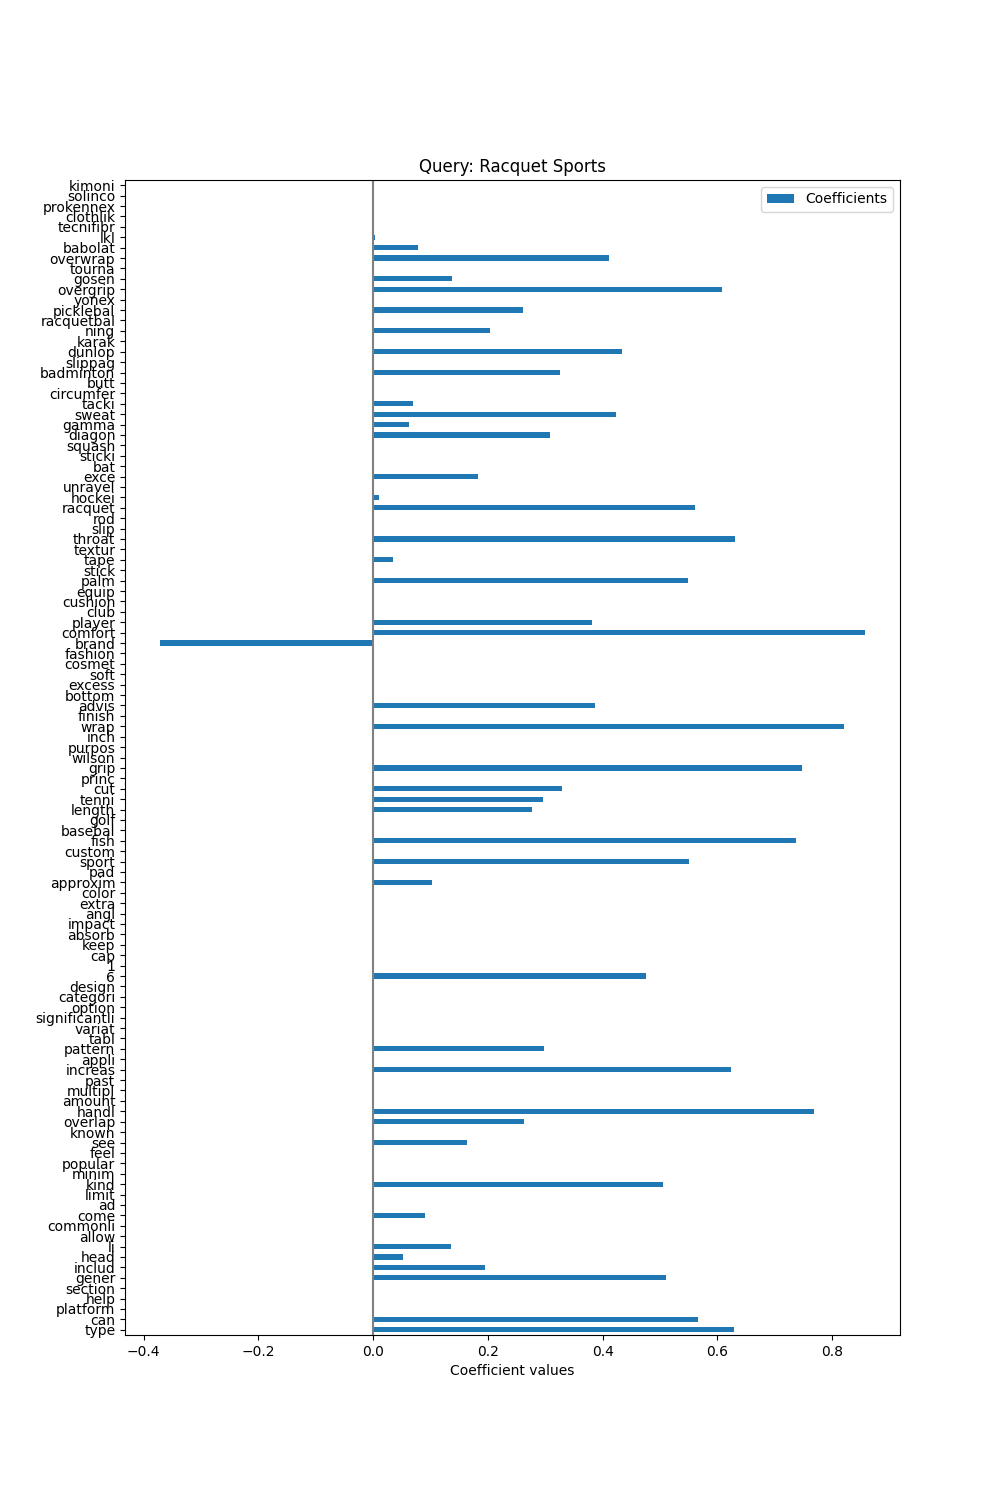 Query: Racquet Sports
Coefficients
kimoni
solinco
prokennex
clothlik
tecnifibr
lkl
babolat
overwrap
tourna
gosen
overgrip
yonex
picklebal
racquetbal
ning
karak
dunlop
slippag
badminton
butt
circumfer
tacki
sweat
gamma
diagon
squash
sticki
bat
exce
unravel
hockei
racquet
rod
slip
throat
textur
tape
stick
palm
equip
cushion
club
player
comfort
brand
fashion
cosmet
soft
excess
bottom
advis
finish
wrap
inch
purpos
wilson
grip
princ
cut
tenni
length
golf
basebal
fish
custom
sport
pad
approxim
color
extra
angl
impact
absorb
keep
cap
1
6
design
categori
option
significantli
variat
tabl
pattern
appli
increas
past
multipl
amount
handl
overlap
known
see
feel
popular
minim
kind
limit
ad
come
commonli
allow
li
head
includ
gener
section
help
platform
can
type
−0.4 −0.2 0.0 0.2 0.4 0.6 0.8
Coefficient values